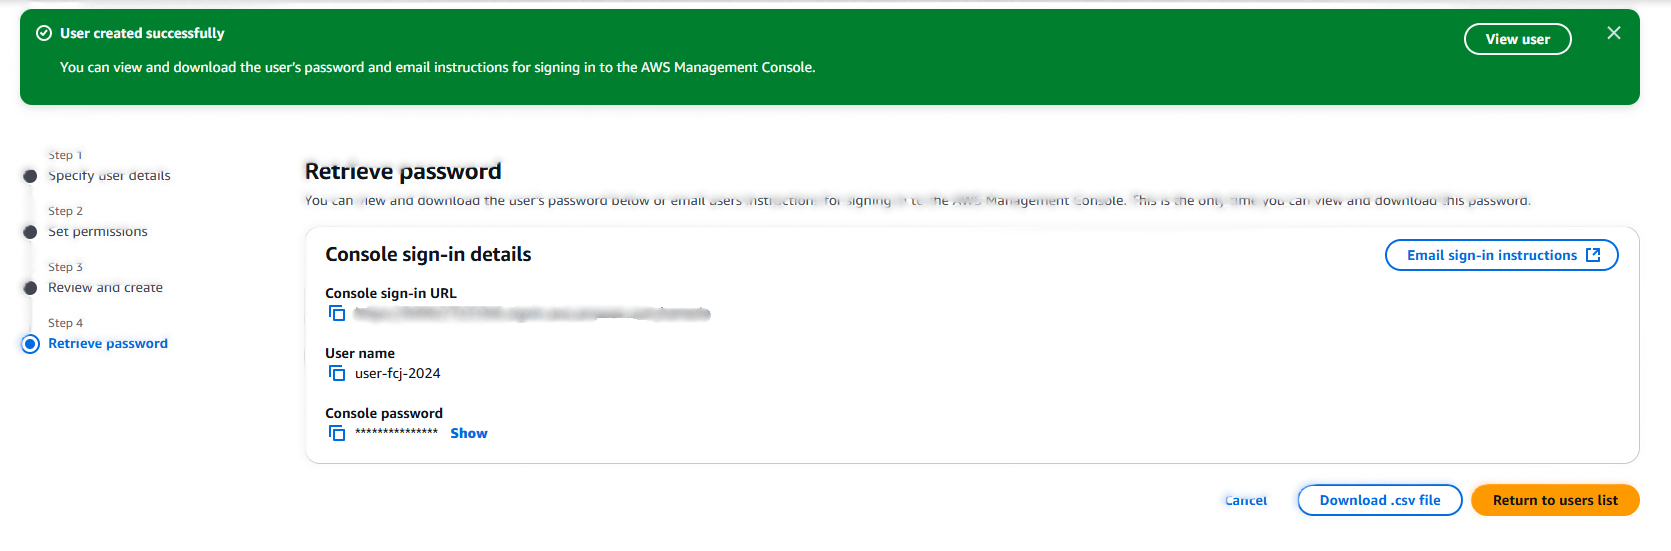 User created successfully
View user
You can view and download the user's password and email instructions for signing in to the AWS Management Console.
Step 1
Specify user details
Step 2
Set permissions
Step 3
Review and create
Step 4
Retrieve password
Retrieve password
You can view and download the user's password below or email users instructions for signing in to the AWS Management Console. This is the only time you can view and download this password.
Console sign-in details
Email sign-in instructions
Console sign-in URL
User name
user-fcj-2024
Console password
*************** Show
Cancel
Download .csv file
Return to users list